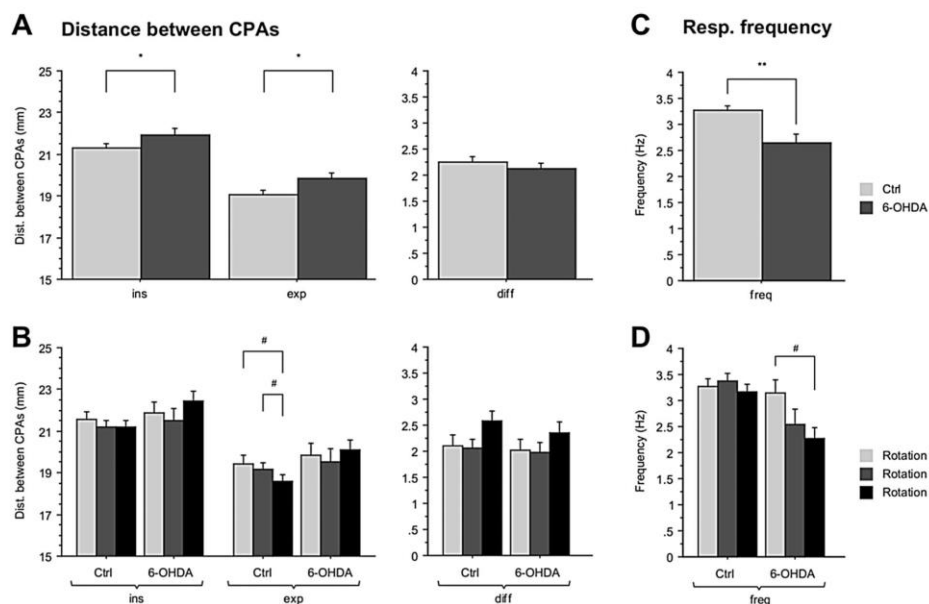 A Distance between CPAs
Dist. between CPAs (mm)
25
23
21
19
17
15
*
*
ins
exp
4
3.5
3
2.5
2
1.5
1
.5
0
diff
C Resp. frequency
Frequency (Hz)
4
3.5
3
2.5
2
1.5
1
.5
0
**
freq
Ctrl
6-OHDA
B
Dist. between CPAs (mm)
25
23
21
19
17
15
#
#
Ctrl 6-OHDA
ins
Ctrl 6-OHDA
exp
4
3.5
3
2.5
2
1.5
1
.5
0
Ctrl 6-OHDA
diff
D
Frequency (Hz)
4
3.5
3
2.5
2
1.5
1
.5
0
#
Ctrl 6-OHDA
freq
Rotation
Rotation
Rotation